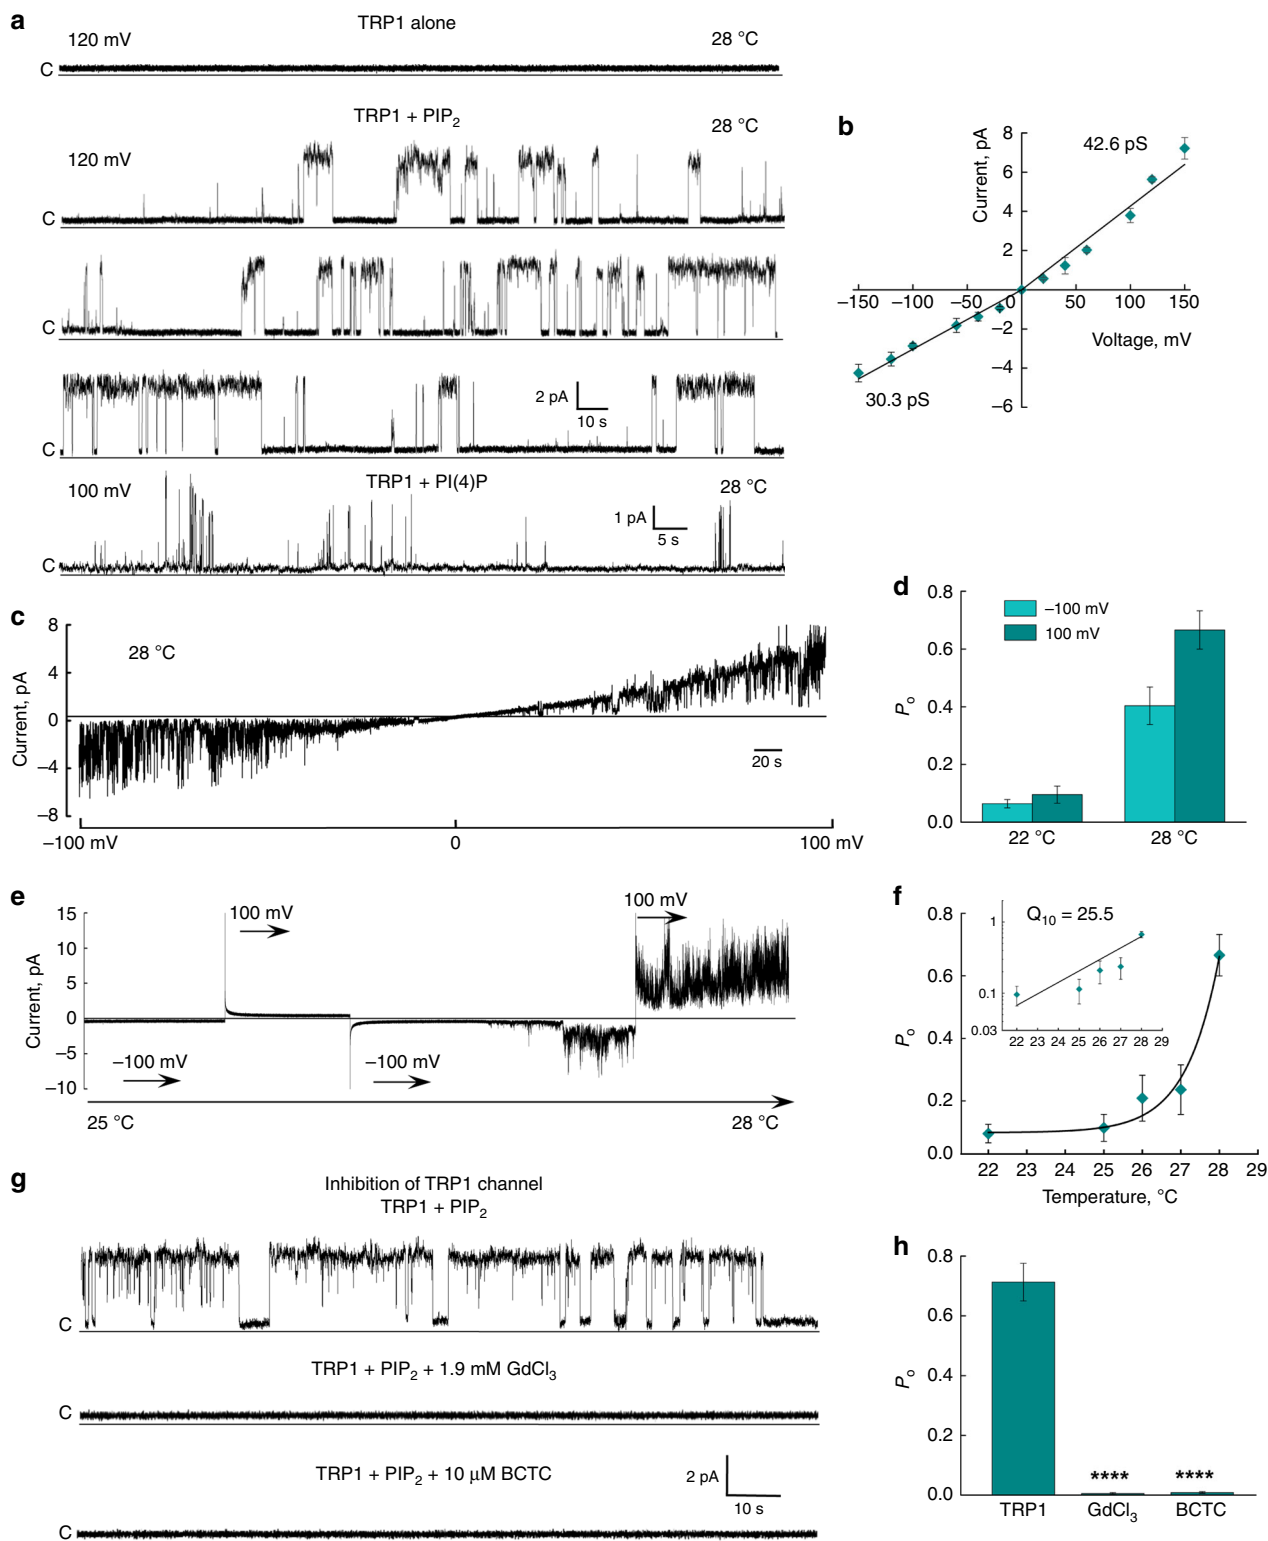 a
TRP1 alone
120 mV
28 °C
C
TRP1 + PIP2
28 °C
120 mV
C
C
2 pA
10 s
C
TRP1 + PI(4)P
100 mV
28 °C
1 pA
5 s
C
b
Current, pA
8
6
4
2
0
−2
−4
−6
−150
−100
−50
50
100
150
42.6 pS
30.3 pS
Voltage, mV
c
28 °C
Current, pA
8
4
0
−4
−8
20 s
−100 mV
0
100 mV
d
−100 mV
100 mV
Po
0.8
0.6
0.4
0.2
0.0
22 °C
28 °C
e
Current, pA
15
10
5
0
−5
−10
100 mV
100 mV
−100 mV
−100 mV
25 °C
28 °C
f
Q10 = 25.5
1
0.1
0.03
22 23 24 25 26 27 28 29
Po
0.8
0.6
0.4
0.2
0.0
22 23 24 25 26 27 28 29
Temperature, °C
g
Inhibition of TRP1 channel
TRP1 + PIP2
C
TRP1 + PIP2 + 1.9 mM GdCl3
C
TRP1 + PIP2 + 10 μM BCTC
2 pA
10 s
C
h
Po
0.8
0.6
0.4
0.2
0.0
****
****
TRP1
GdCl3
BCTC